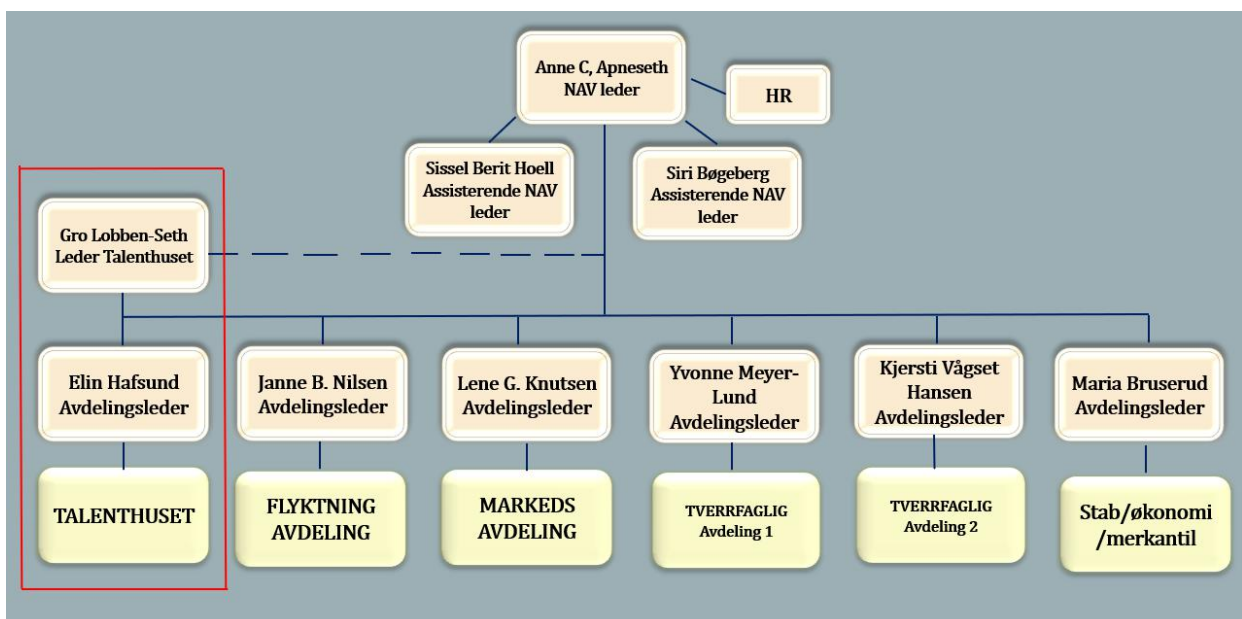 Anne C, Apneseth
NAV leder
HR
Sissel Berit Hoell
Assisterende NAV
leder
Siri Bøgeberg
Assisterende NAV
leder
Gro Lobben-Seth
Leder Talenthuset
Elin Hafsund
Avdelingsleder
Janne B. Nilsen
Avdelingsleder
Lene G. Knutsen
Avdelingsleder
Yvonne Meyer-
Lund
Avdelingsleder
Kjersti Vågset
Hansen
Avdelingsleder
Maria Bruserud
Avdelingsleder
TALENTHUSET
FLYKTNING
AVDELING
MARKEDS
AVDELING
TVERRFAGLIG
Avdeling 1
TVERRFAGLIG
Avdeling 2
Stab/økonomi
/merkantil